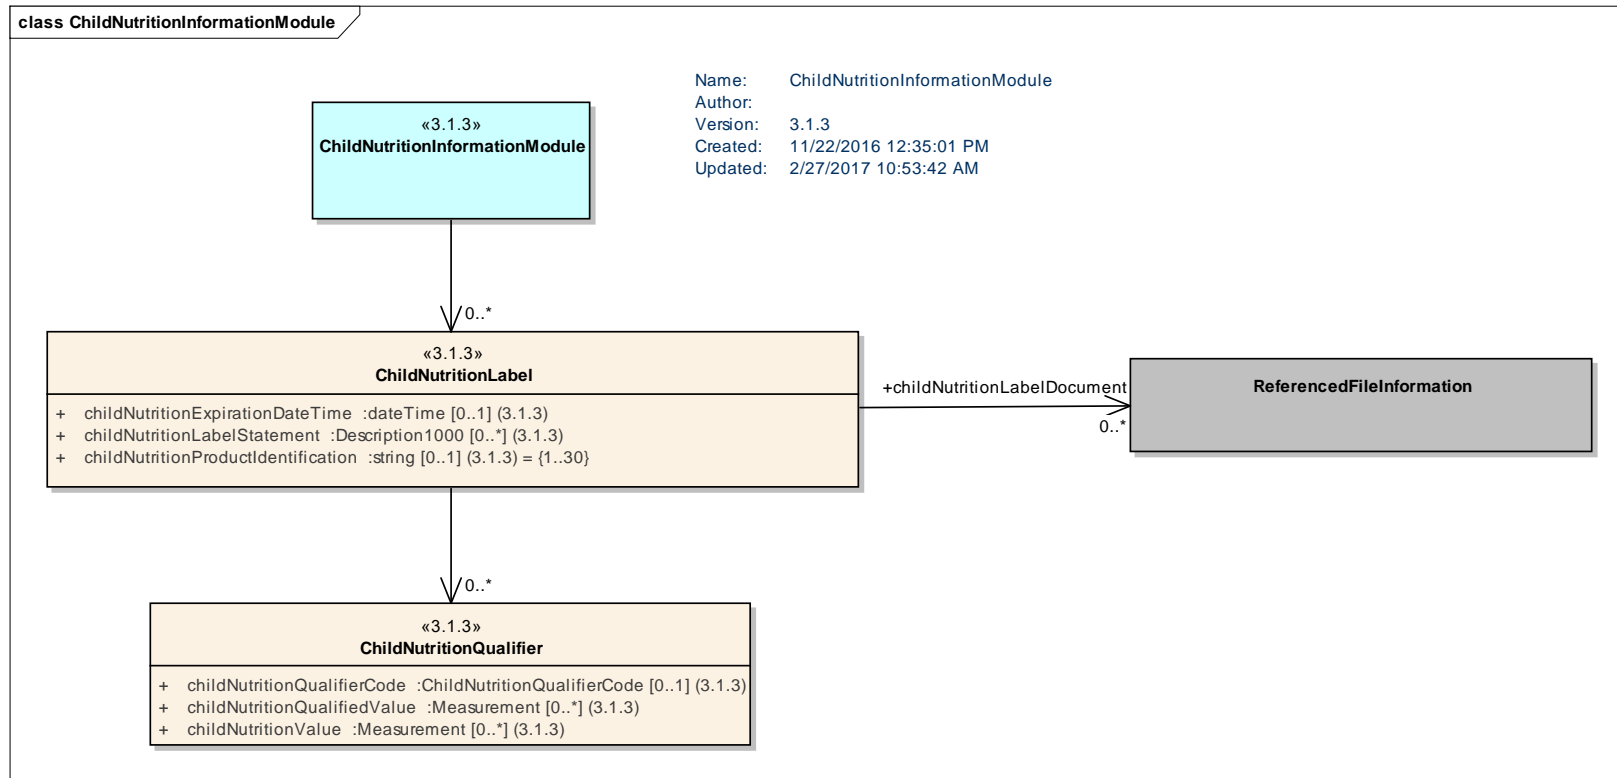 class ChildNutritionInformationModule
Name: ChildNutritionInformationModule
Author:
Version: 3.1.3
Created: 11/22/2016 12:35:01 PM
Updated: 2/27/2017 10:53:42 AM
«3.1.3»
ChildNutritionInformationModule
0..*
«3.1.3»
ChildNutritionLabel
+ childNutritionExpirationDateTime :dateTime [0..1] (3.1.3)
+ childNutritionLabelStatement :Description1000 [0..*] (3.1.3)
+ childNutritionProductIdentification :string [0..1] (3.1.3) = {1..30}
+childNutritionLabelDocument
0..*
ReferencedFileInformation
0..*
«3.1.3»
ChildNutritionQualifier
+ childNutritionQualifierCode :ChildNutritionQualifierCode [0..1] (3.1.3)
+ childNutritionQualifiedValue :Measurement [0..*] (3.1.3)
+ childNutritionValue :Measurement [0..*] (3.1.3)